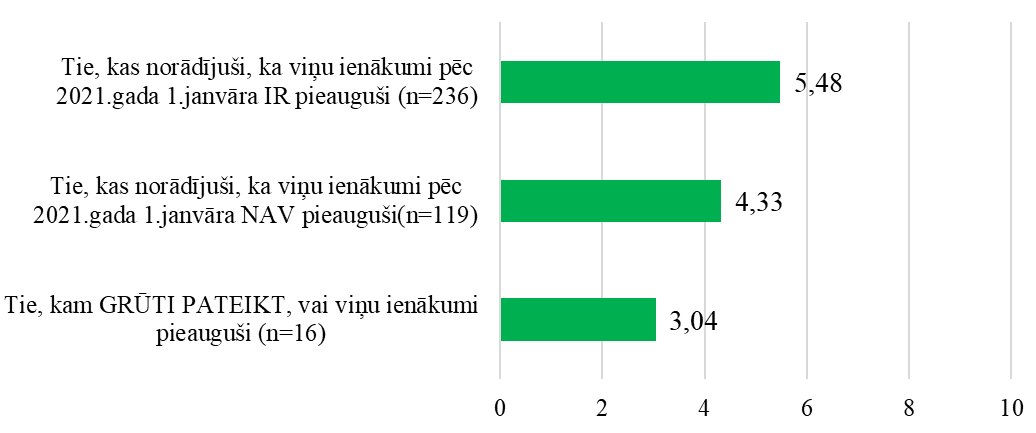 Tie, kas norādījuši, ka viņu ienākumi pēc
2021.gada 1.janvāra IR pieauguši (n=236)
5,48
Tie, kas norādījuši, ka viņu ienākumi pēc
2021.gada 1.janvāra NAV pieauguši(n=119)
4,33
Tie, kam GRŪTI PATEIKT, vai viņu ienākumi
pieauguši (n=16)
3,04
0 2 4 6 8 10